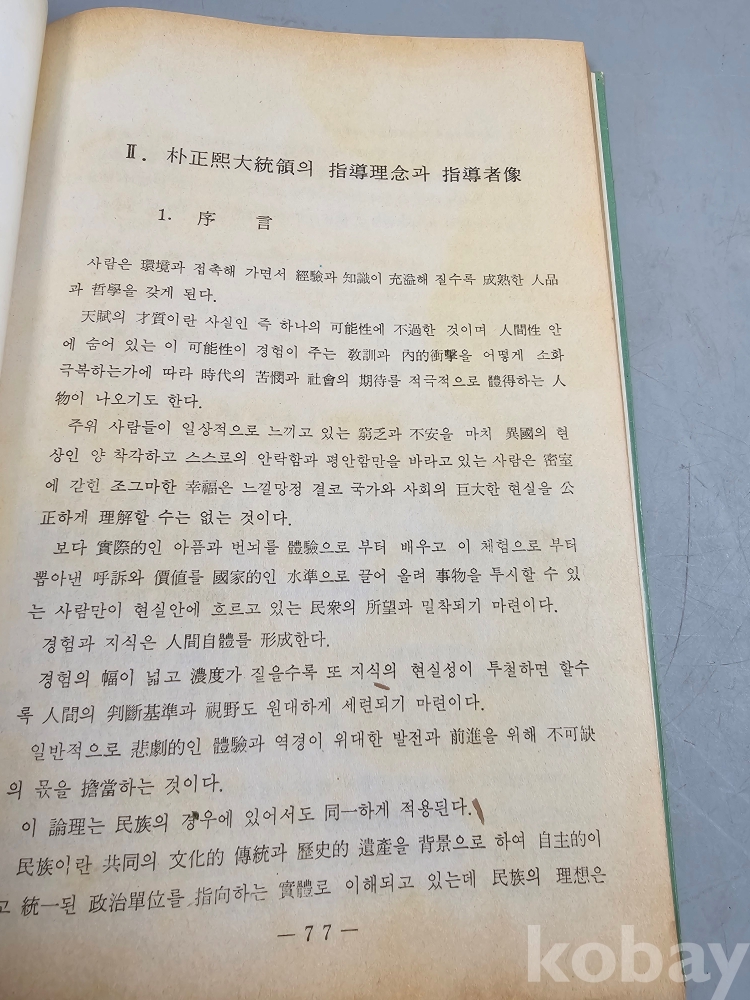 Ⅱ. 朴正熙大統領의 指導理念과 指導者像
1. 序 言
사람은 環境과 접촉해 가면서 經驗과 知識이 充溢해 질수록 成熟한 人品
과 哲學을 갖게 된다.
天賦의 才質이란 사실인 즉 하나의 可能性에 不過한 것이며 人間性 안
에 숨어 있는 이 可能性이 경험이 주는 敎訓과 內的衝擊을 어떻게 소화
극복하는가에 따라 時代의 苦憫과 社會의 期待를 적극적으로 體得하는 人
物이 나오기도 한다.
주위 사람들이 일상적으로 느끼고 있는 窮乏과 不安을 마치 異國의 현
상인 양 착각하고 스스로의 안락함과 평안함만을 바라고 있는 사람은 密室
에 갇힌 조그마한 幸福은 느낄망정 결코 국가와 사회의 巨大한 현실을 公
正하게 理解할 수는 없는 것이다.
보다 實際的인 아픔과 번뇌를 體驗으로 부터 배우고 이 체험으로 부터
뽑아낸 呼訴와 價値를 國家的인 水準으로 끌어 올려 事物을 투시할 수 있
는 사람만이 현실안에 흐르고 있는 民衆의 所望과 밀착되기 마련이다.
경험과 지식은 人間自體를 形成한다.
경험의 幅이 넓고 濃度가 짙을수록 또 지식의 현실성이 투철하면 할수
록 人間의 判斷基準과 視野도 원대하게 세련되기 마련이다.
일반적으로 悲劇的인 體驗과 역경이 위대한 발전과 前進을 위해 不可缺
의 몫을 擔當하는 것이다.
이 論理는 民族의 경우에 있어서도 同一하게 적용된다.
民族이란 共同의 文化的 傳統과 歷史的 遺産을 背景으로 하여 自主的이
고 統一된 政治單位를 指向하는 實體로 이해되고 있는데 民族의 理想은
—77—
kobay